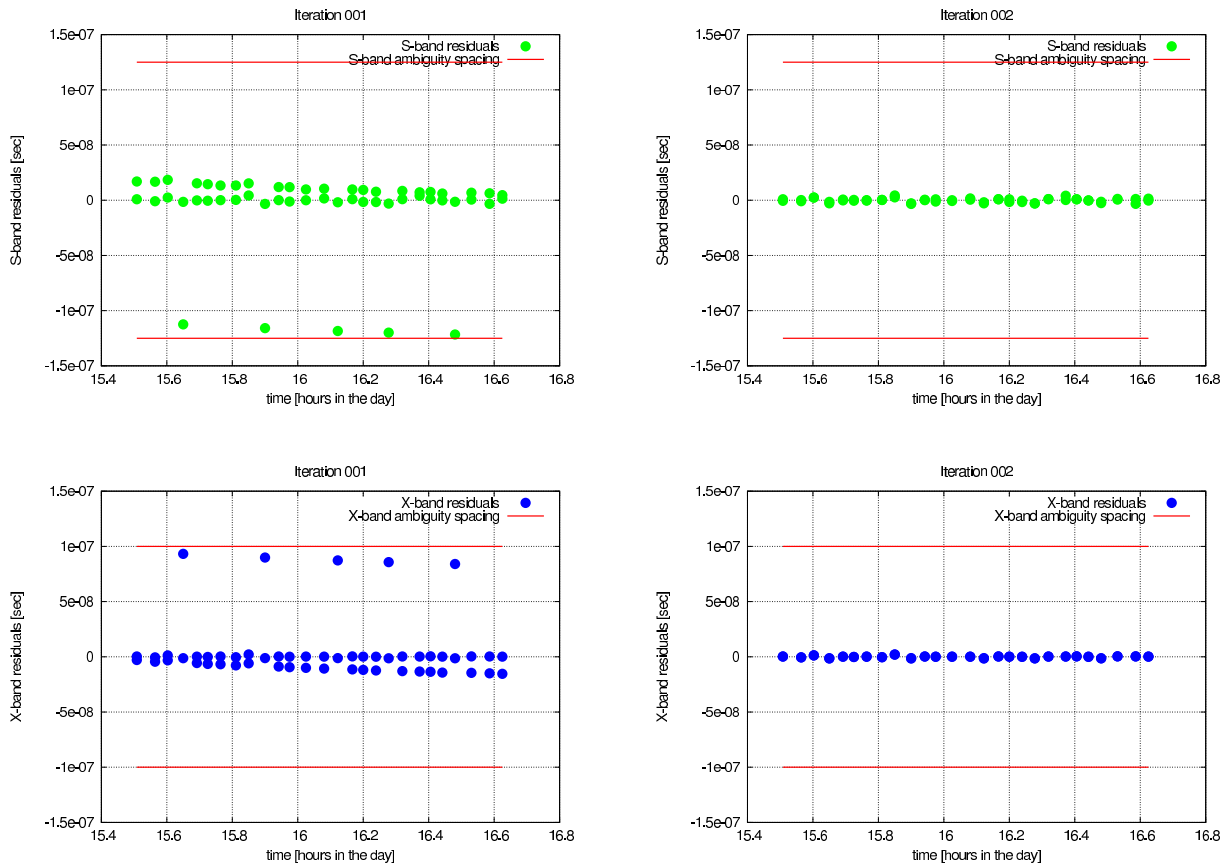 Iteration 001
1.5e-07
1e-07
5e-08
0
-5e-08
-1e-07
-1.5e-07
S-band residuals [sec]
S-band residuals
S-band ambiguity spacing
15.4 15.6 15.8 16 16.2 16.4 16.6 16.8
time [hours in the day]
Iteration 002
1.5e-07
1e-07
5e-08
0
-5e-08
-1e-07
-1.5e-07
S-band residuals [sec]
S-band residuals
S-band ambiguity spacing
15.4 15.6 15.8 16 16.2 16.4 16.6 16.8
time [hours in the day]
Iteration 001
1.5e-07
1e-07
5e-08
0
-5e-08
-1e-07
-1.5e-07
X-band residuals [sec]
X-band residuals
X-band ambiguity spacing
15.4 15.6 15.8 16 16.2 16.4 16.6 16.8
time [hours in the day]
Iteration 002
1.5e-07
1e-07
5e-08
0
-5e-08
-1e-07
-1.5e-07
X-band residuals [sec]
X-band residuals
X-band ambiguity spacing
15.4 15.6 15.8 16 16.2 16.4 16.6 16.8
time [hours in the day]